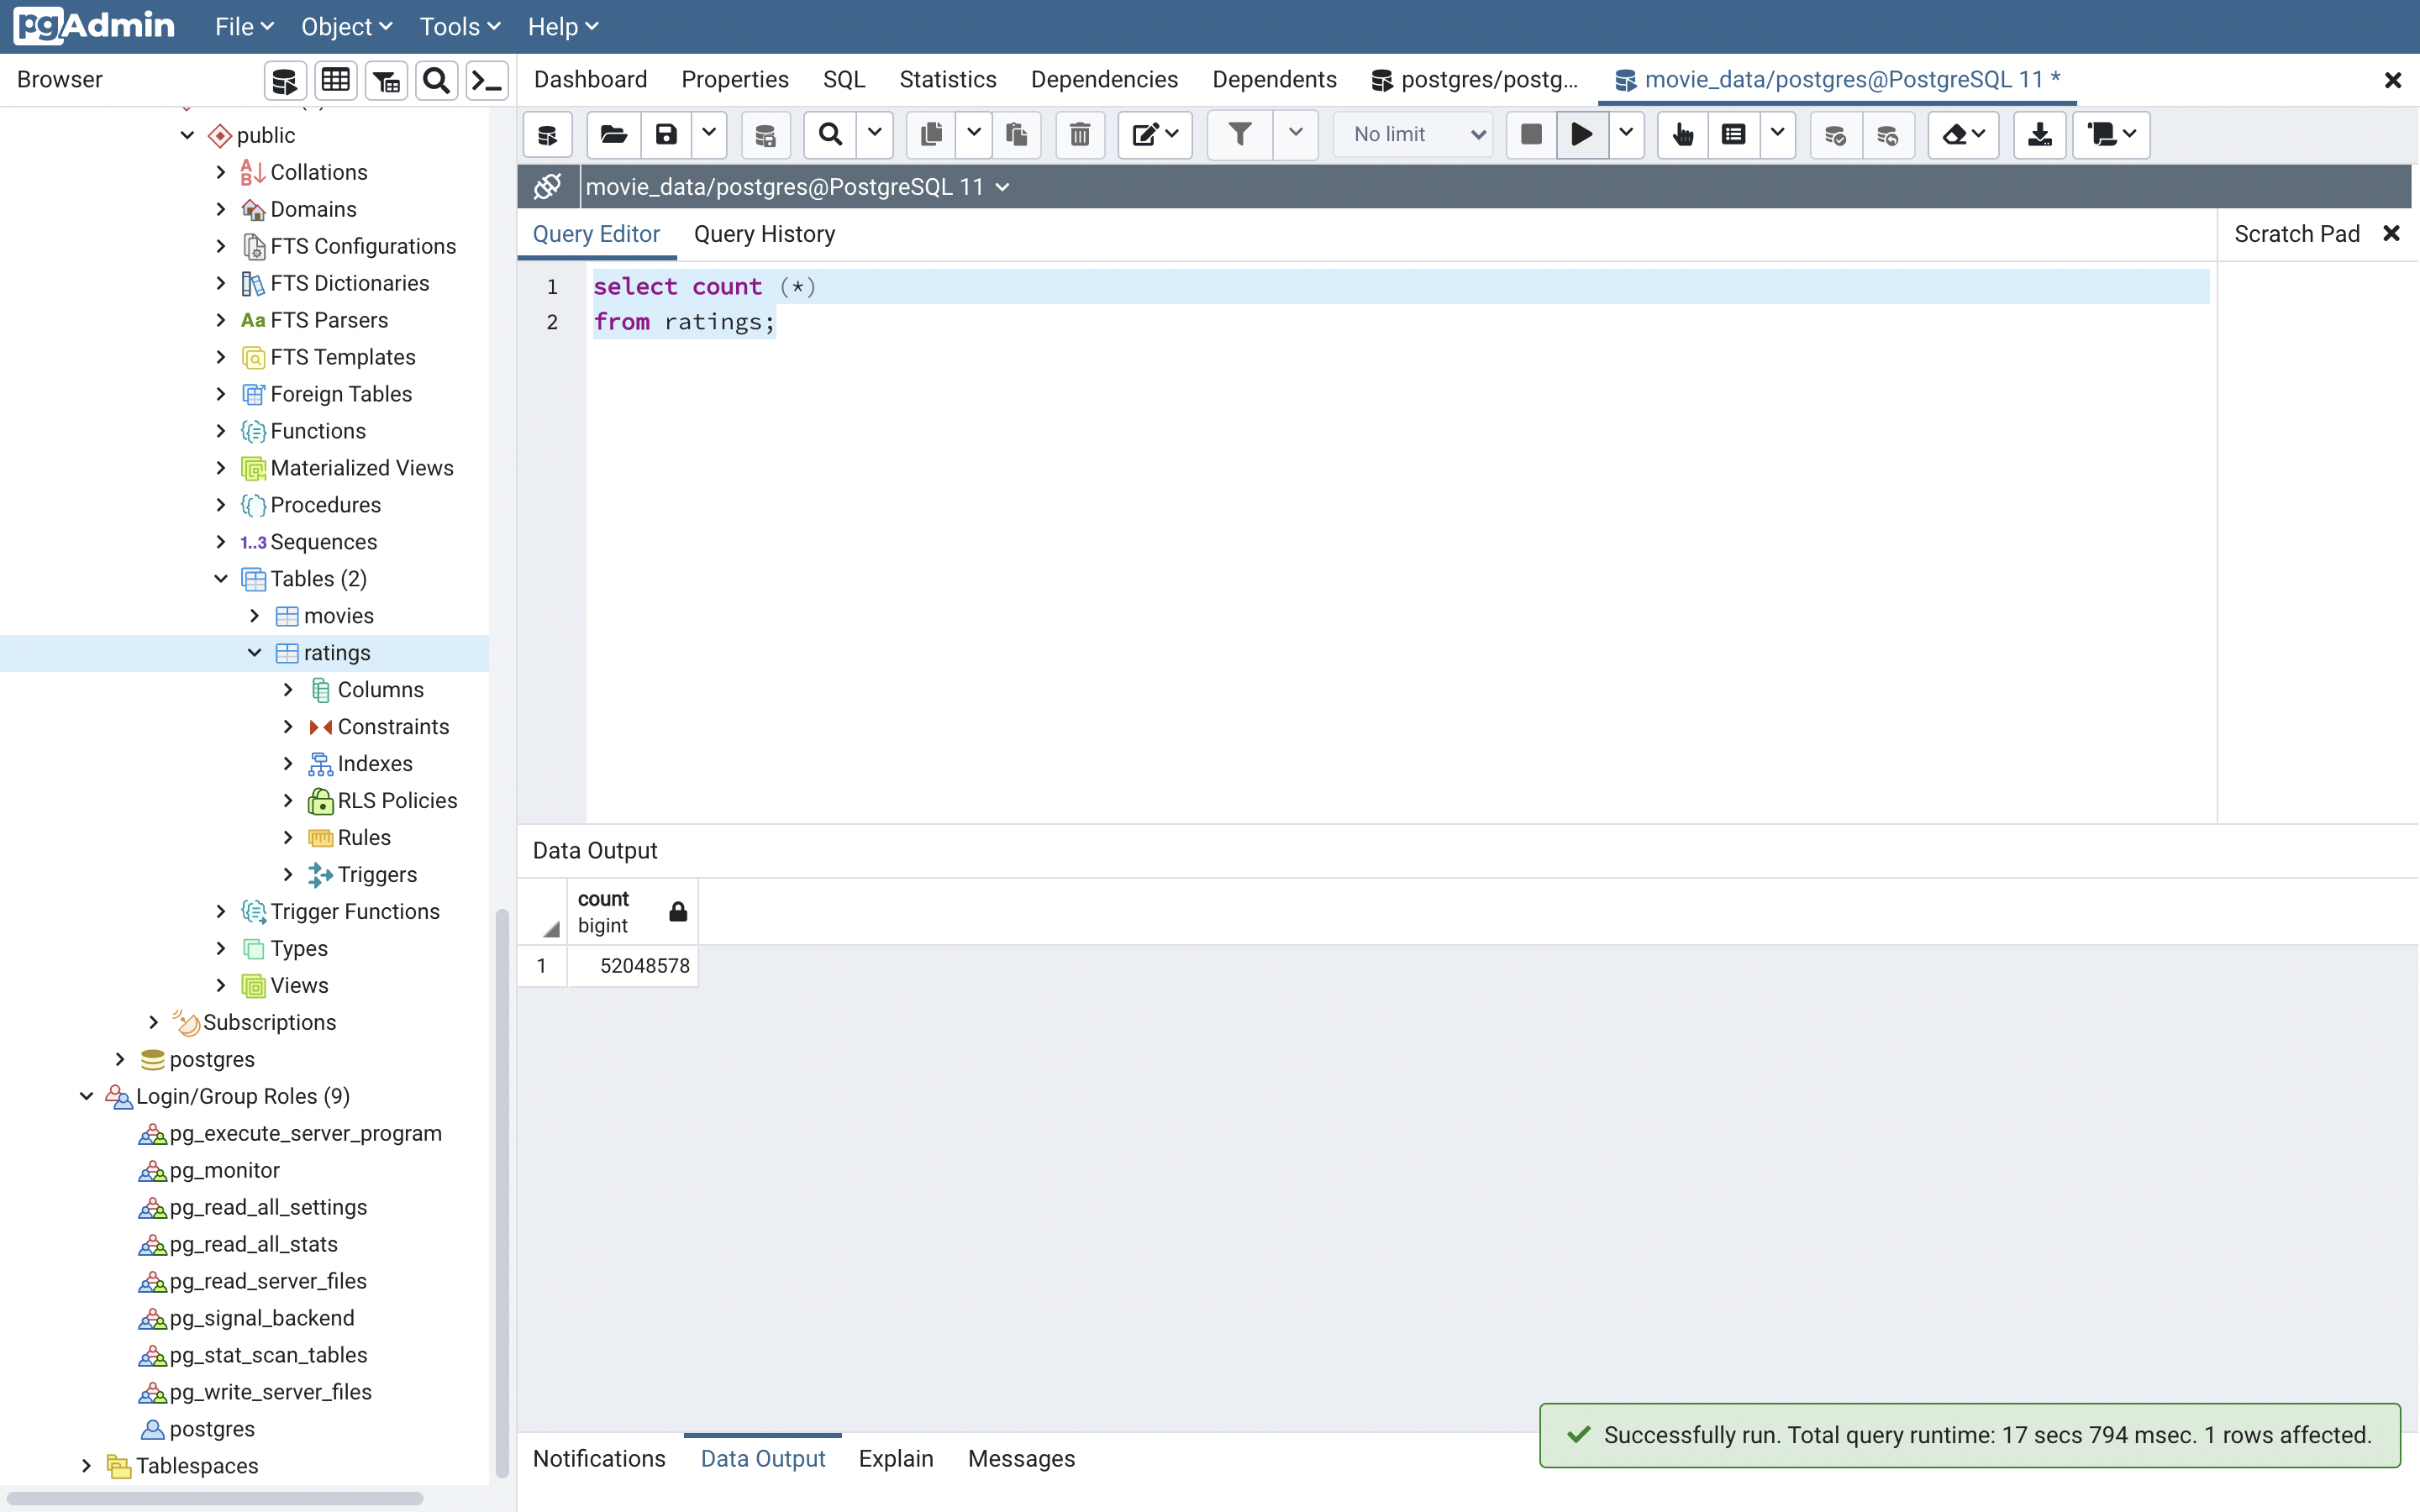 pgAdmin File Object Tools Help
Browser
Dashboard Properties SQL Statistics Dependencies Dependents postgres/postg... movie_data/postgres@PostgreSQL 11 *
No limit
movie_data/postgres@PostgreSQL 11
Query Editor Query History
Scratch Pad
1 select count (*)
2 from ratings;
public
Collations
Domains
FTS Configurations
FTS Dictionaries
Aa FTS Parsers
FTS Templates
Foreign Tables
Functions
Materialized Views
Procedures
1..3 Sequences
Tables (2)
movies
ratings
Columns
Constraints
Indexes
RLS Policies
Rules
Triggers
Trigger Functions
Types
Views
Subscriptions
postgres
Login/Group Roles (9)
pg_execute_server_program
pg_monitor
pg_read_all_settings
pg_read_all_stats
pg_read_server_files
pg_signal_backend
pg_stat_scan_tables
pg_write_server_files
postgres
Tablespaces
Data Output
count
bigint
1 52048578
Successfully run. Total query runtime: 17 secs 794 msec. 1 rows affected.
Notifications Data Output Explain Messages